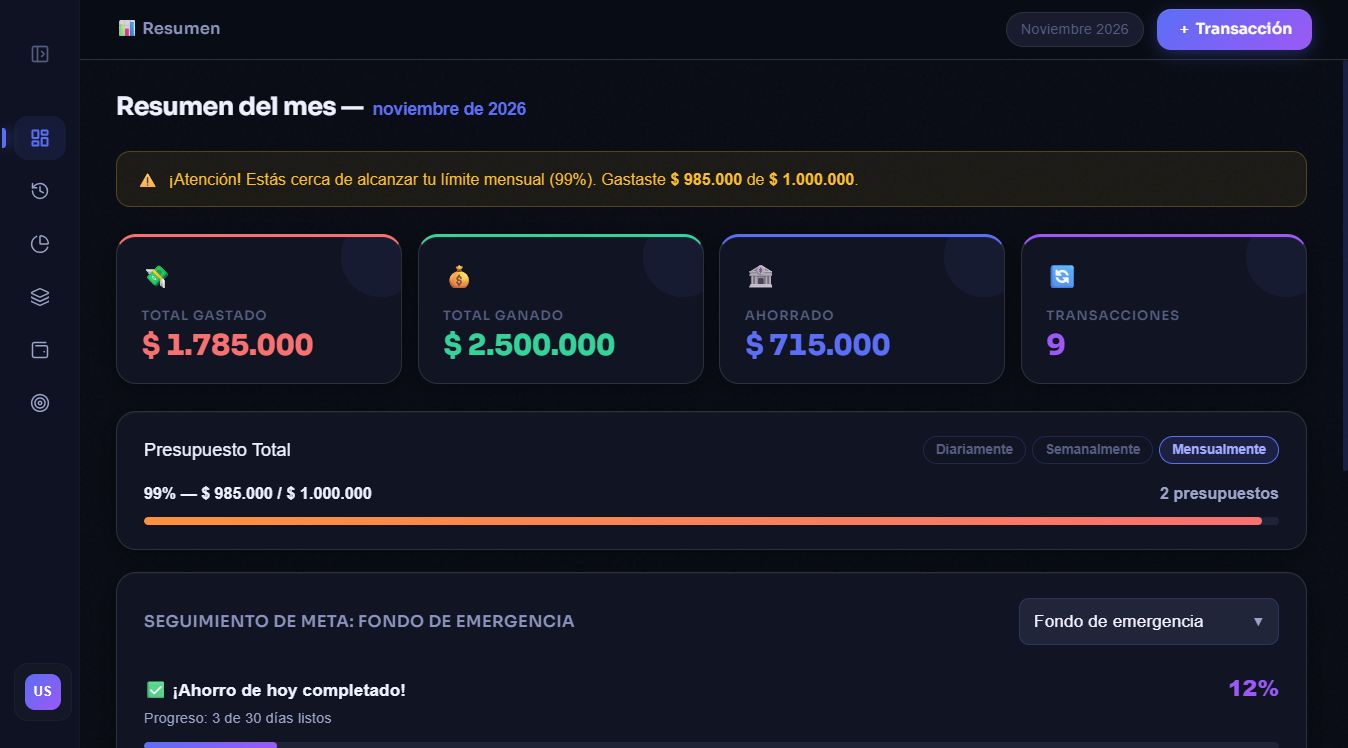 Resumen
Noviembre 2026
+ Transacción
Resumen del mes — noviembre de 2026
¡Atención! Estás cerca de alcanzar tu límite mensual (99%). Gastaste $ 985.000 de $ 1.000.000.
TOTAL GASTADO
$ 1.785.000
TOTAL GANADO
$ 2.500.000
AHORRADO
$ 715.000
TRANSACCIONES
9
Presupuesto Total
Diariamente
Semanalmente
Mensualmente
99% — $ 985.000 / $ 1.000.000
2 presupuestos
SEGUIMIENTO DE META: FONDO DE EMERGENCIA
Fondo de emergencia
¡Ahorro de hoy completado!
12%
Progreso: 3 de 30 días listos
US